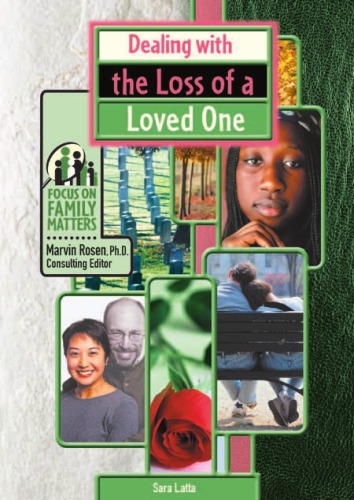 Dealing with
the Loss of a
Loved One
FOCUS ON
FAMILY
MATTERS
Marvin Rosen, Ph.D.
Consulting Editor
Sara Latta